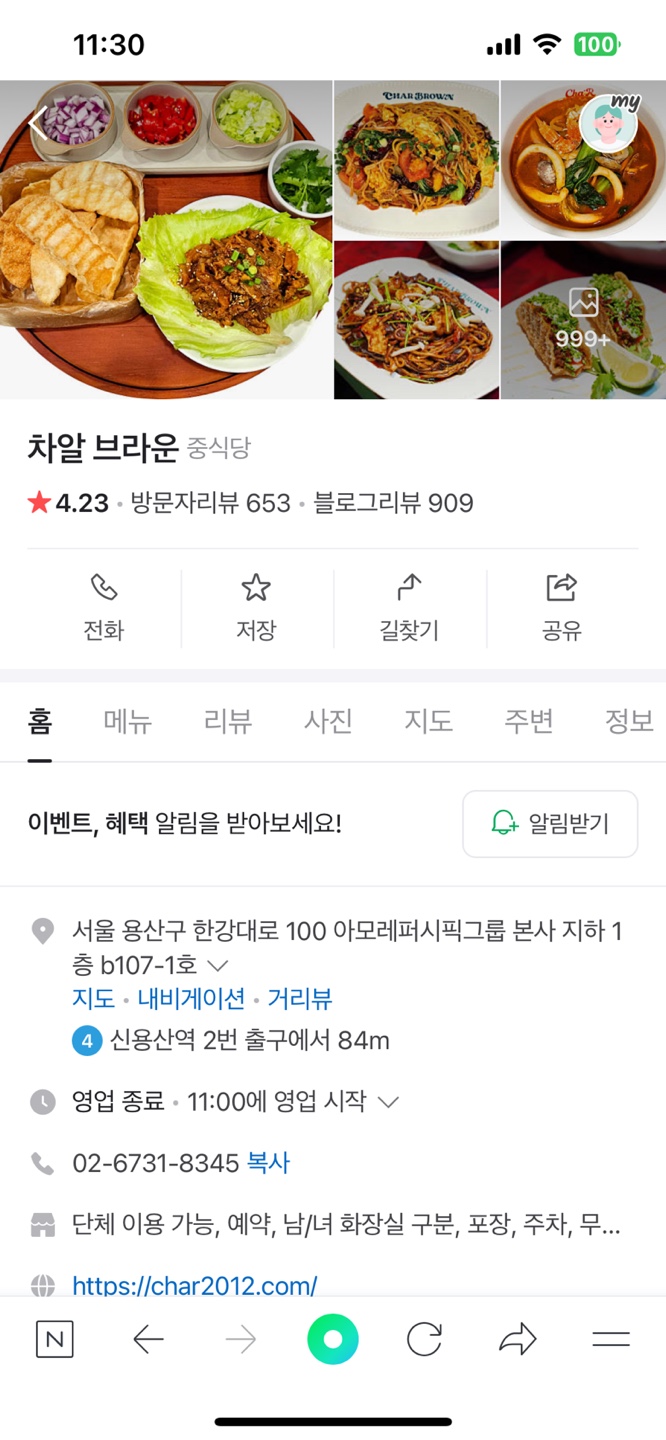 11:30
100
CHAR BROWN
my
999+
차알 브라운 중식당
4.23 · 방문자리뷰 653 · 블로그리뷰 909
전화 저장 길찾기 공유
홈 메뉴 리뷰 사진 지도 주변 정보
이벤트, 혜택 알림을 받아보세요! 알림받기
서울 용산구 한강대로 100 아모레퍼시픽그룹 본사 지하 1
층 b107-1호
지도 · 내비게이션 · 거리뷰
4 신용산역 2번 출구에서 84m
영업 종료 · 11:00에 영업 시작
02-6731-8345 복사
단체 이용 가능, 예약, 남/녀 화장실 구분, 포장, 주차, 무...
https://char2012.com/
N